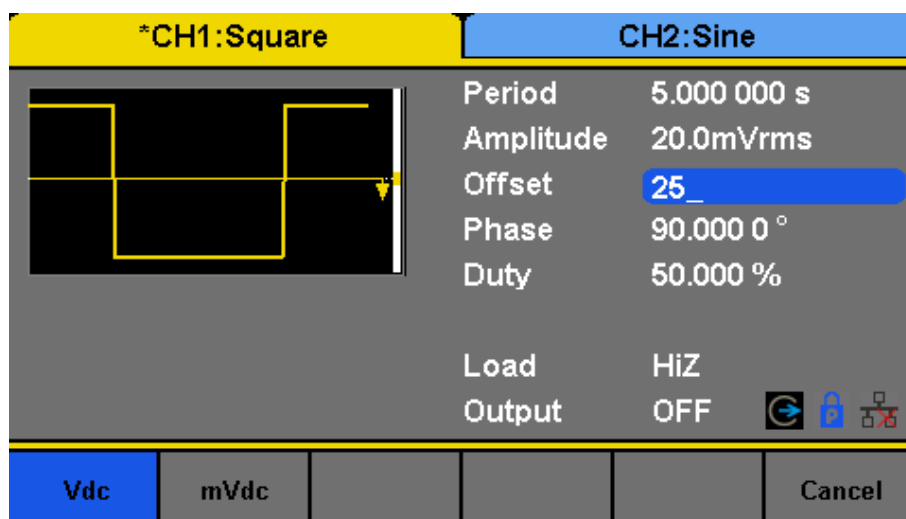 *CH1:Square
CH2:Sine
Period 5.000 000 s
Amplitude 20.0mVrms
Offset 25_
Phase 90.000 0 °
Duty 50.000 %
Load HiZ
Output OFF P
Vdc mVdc Cancel